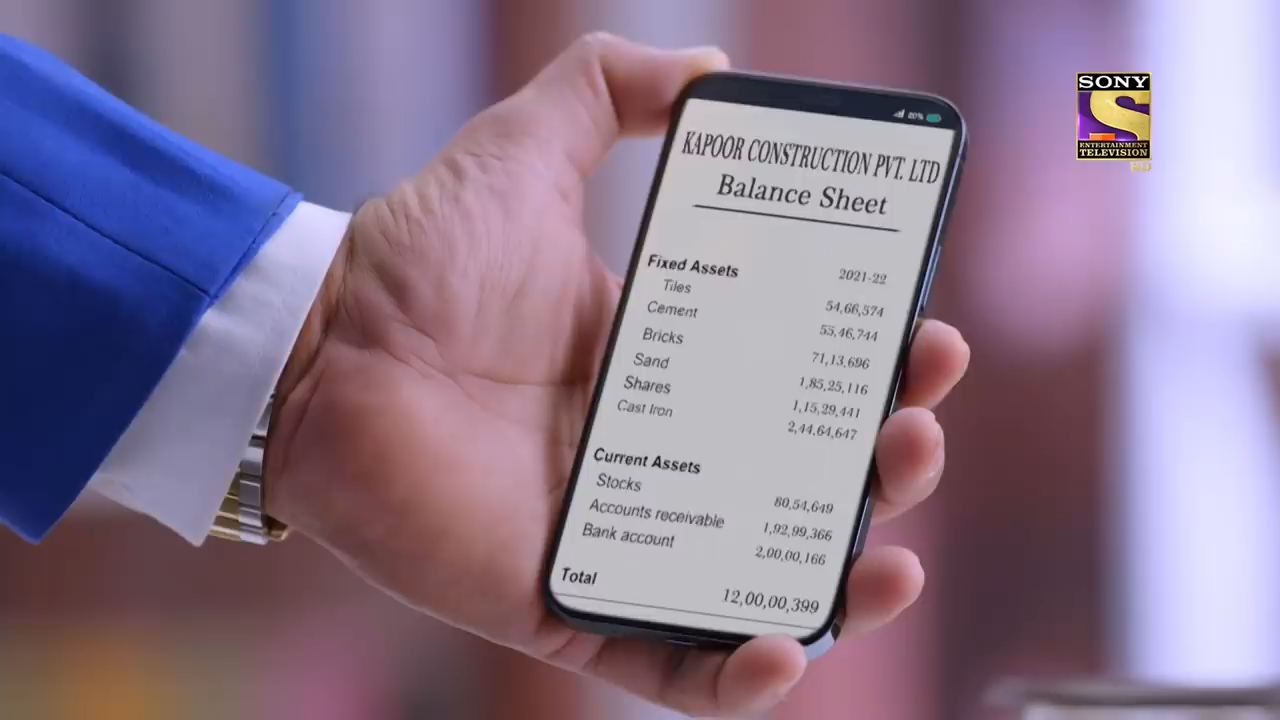 SONY
ENTERTAINMENT
TELEVISION
HD
80%
KAPOOR CONSTRUCTION PVT. LTD
Balance Sheet
Fixed Assets 2021-22
Tiles 54,66,574
Cement 55,46,744
Bricks 71,13,696
Sand 1,85,25,116
Shares 1,15,29,441
Cast Iron 2,44,64,647
Current Assets
Stocks 80,54,649
Accounts receivable 1,92,99,366
Bank account 2,00,00,166
Total 12,00,00,399